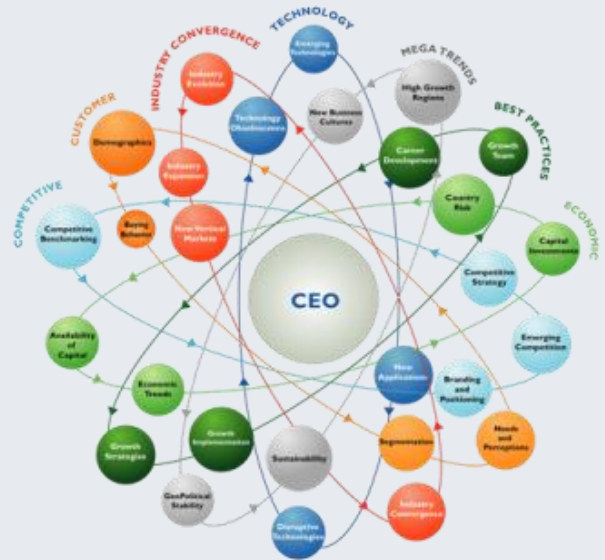 TECHNOLOGY
INDUSTRY CONVERGENCE
MEGA TRENDS
CUSTOMER
BEST PRACTICES
COMPETITIVE
ECONOMIC
Emerging
Technologies
Industry
Evolution
High Growth
Regions
Technology
Obsolescence
New Business
Cultures
Demographics
Career
Development
Growth
Team
Industry
Expansion
Country
Risk
Buying
Behavior
New Vertical
Markets
Competitive
Benchmarking
Capital
Investments
Competitive
Strategy
CEO
Availability
of
Capital
Emerging
Competition
Economic
Trends
New
Applications
Branding
and
Positioning
Growth
Strategies
Growth
Implementation
Sustainability
Segmentation
Needs
and
Perceptions
GeoPolitical
Stability
Disruptive
Technologies
Industry
Convergence